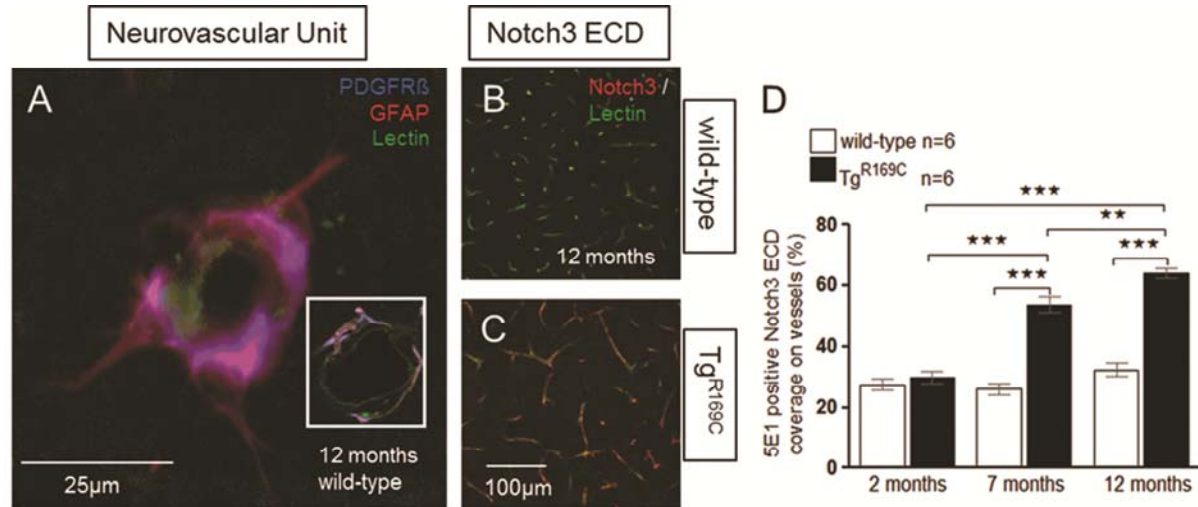 Neurovascular Unit
Notch3 ECD
A
PDGFRß
GFAP
Lectin
25µm
12 months
wild-type
B
Notch3 /
Lectin
12 months
wild-type
C
100µm
TgR169C
D
wild-type n=6
TgR169C n=6
★★★
★★★
★★
★★★
★★★
5E1 positive Notch3 ECD
coverage on vessels (%)
80
60
40
20
0
2 months
7 months
12 months